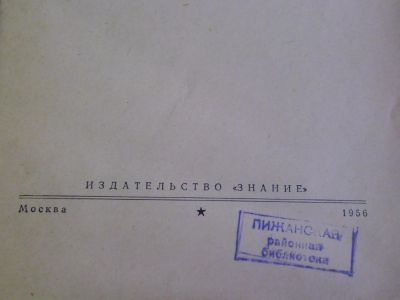 ИЗДАТЕЛЬСТВО «ЗНАНИЕ»
Москва ★ 1956
ПИЖАНСКАЯ
районная
библиотека